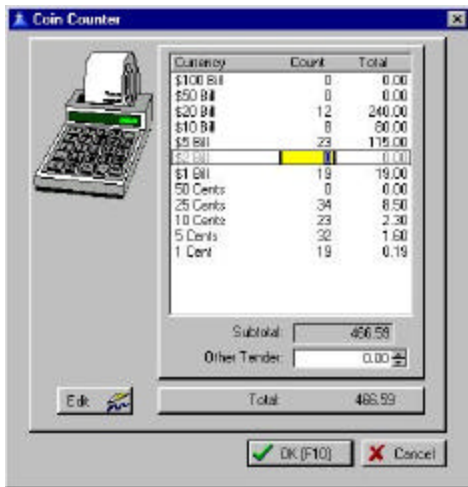 Coin Counter
Currency Count Total
$100 Bill 0 0.00
$50 Bill 0 0.00
$20 Bill 12 240.00
$10 Bill 8 80.00
$5 Bill 23 115.00
$2 Bill 0 0.00
$1 Bill 19 19.00
50 Cents 0 0.00
25 Cents 34 8.50
10 Cents 23 2.30
5 Cents 32 1.60
1 Cent 19 0.19
Subtotal: 466.59
Other Tender: 0.00
Edit Total: 466.59
OK (F10) Cancel